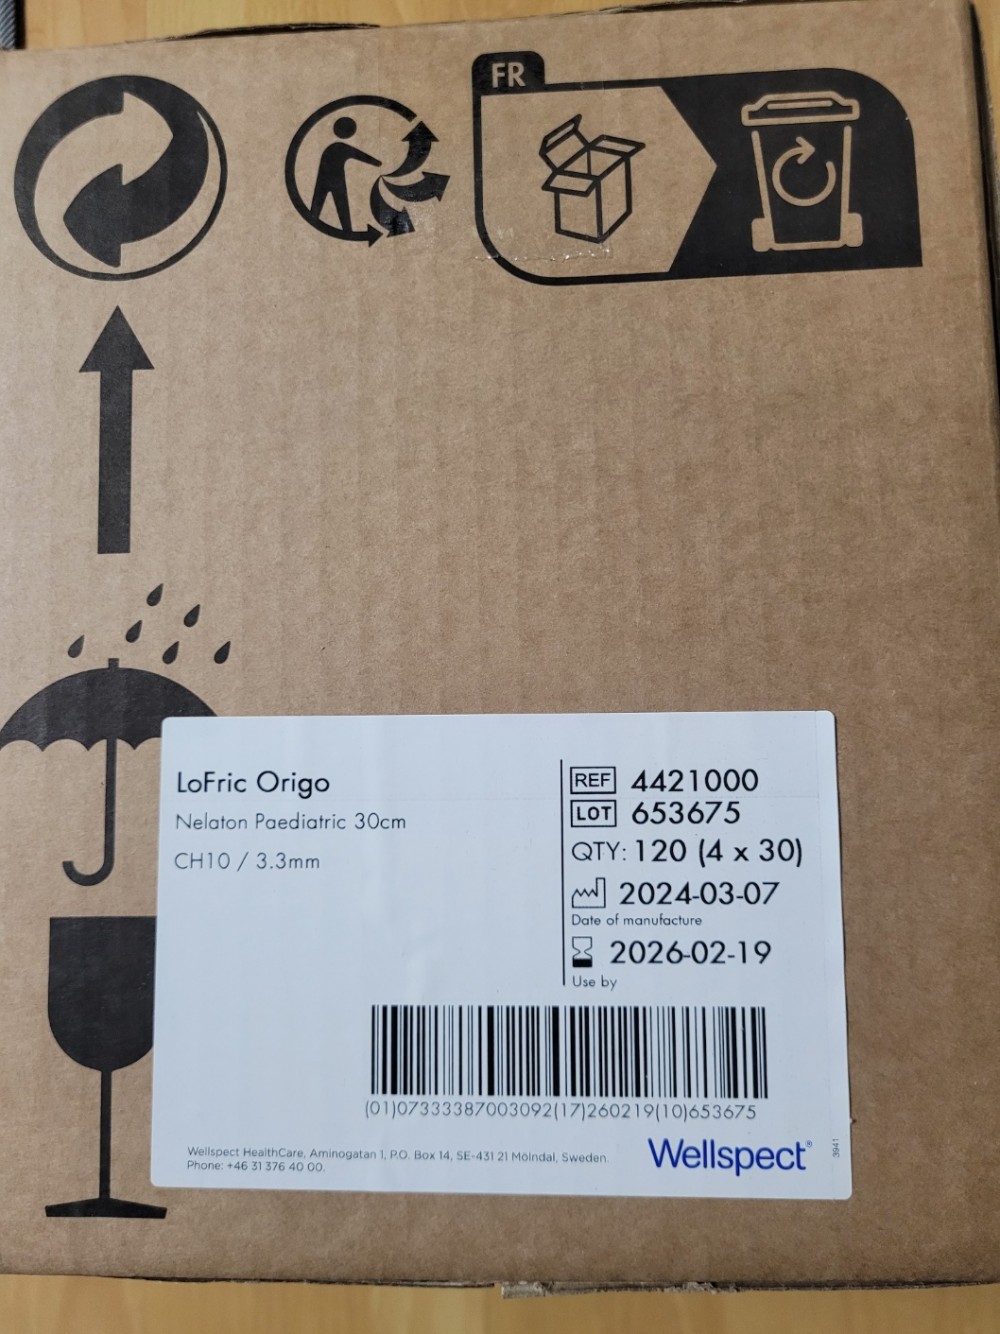 FR
LoFric Origo
Nelaton Paediatric 30cm
CH10 / 3.3mm
REF 4421000
LOT 653675
QTY: 120 (4 x 30)
2024-03-07
Date of manufacture
2026-02-19
Use by
(01)07333387003092(17)260219(10)653675
Wellspect HealthCare, Aminogatan 1, P.O. Box 14, SE-431 21 Mölndal, Sweden.
Phone: +46 31 376 40 00.
Wellspect®
3941